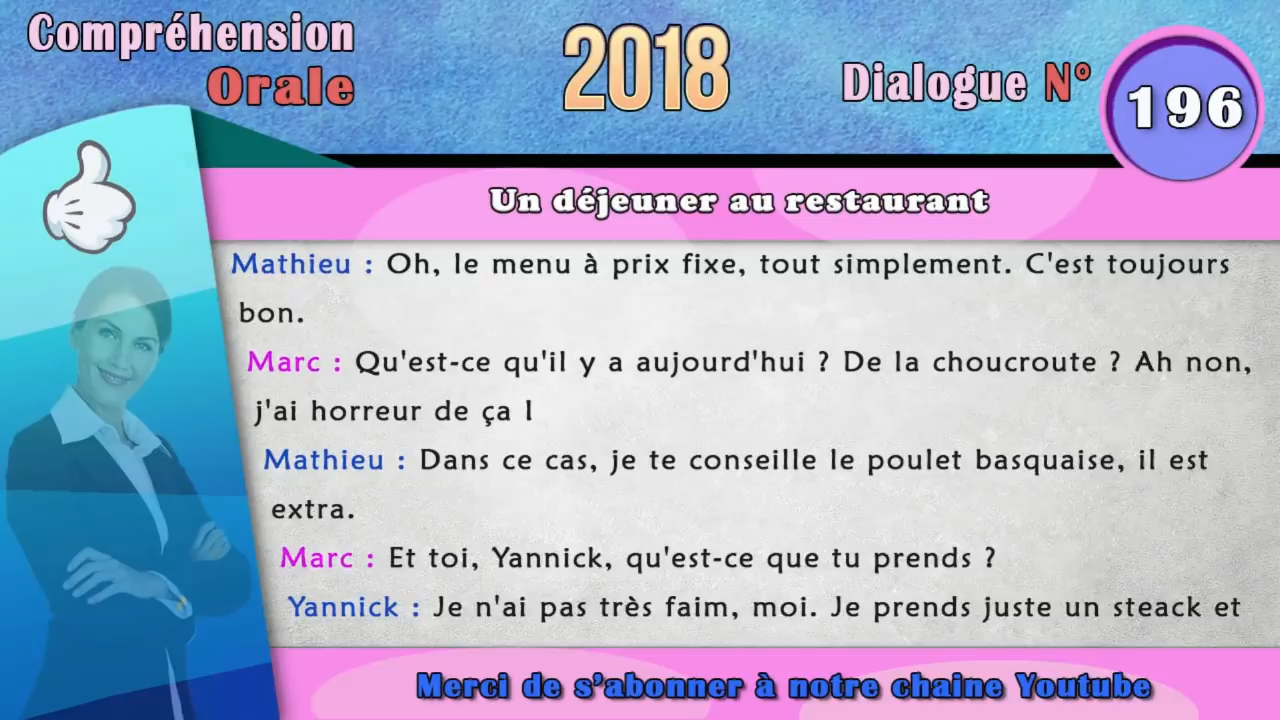 Compréhension
Orale
2018
Dialogue N°
196
Un déjeuner au restaurant
Mathieu : Oh, le menu à prix fixe, tout simplement. C'est toujours
bon.
Marc : Qu'est-ce qu'il y a aujourd'hui ? De la choucroute ? Ah non,
j'ai horreur de ça !
Mathieu : Dans ce cas, je te conseille le poulet basquaise, il est
extra.
Marc : Et toi, Yannick, qu'est-ce que tu prends ?
Yannick : Je n'ai pas très faim, moi. Je prends juste un steack et
Merci de s'abonner à notre chaine Youtube